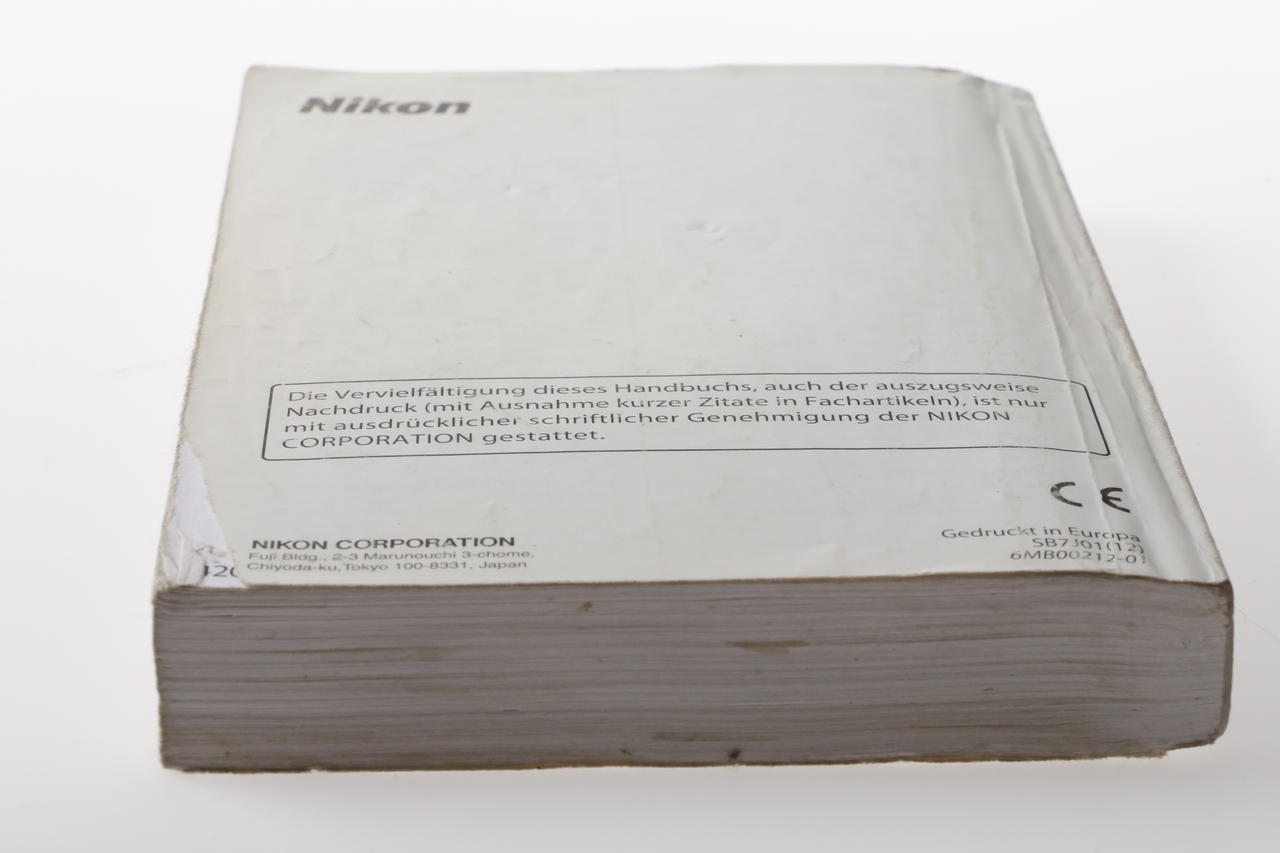 Nikon
Die Vervielfältigung dieses Handbuchs, auch der auszugsweise
Nachdruck (mit Ausnahme kurzer Zitate in Fachartikeln), ist nur
mit ausdrücklicher schriftlicher Genehmigung der NIKON
CORPORATION gestattet.
CE
NIKON CORPORATION
Fuji Bldg., 2-3 Marunouchi 3-chome,
Chiyoda-ku, Tokyo 100-8331, Japan
Gedruckt in Europa
SB7J01(12)
6MB00212-01